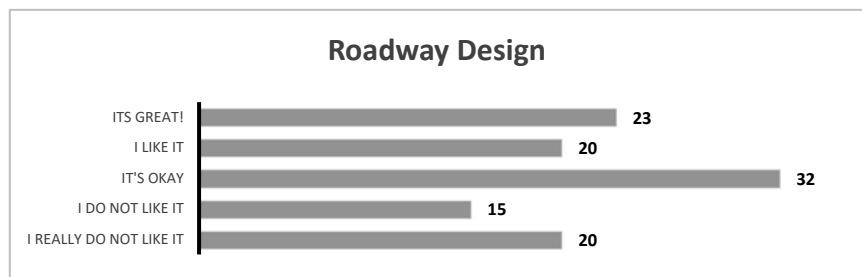 Roadway Design
ITS GREAT! 23
I LIKE IT 20
IT'S OKAY 32
I DO NOT LIKE IT 15
I REALLY DO NOT LIKE IT 20